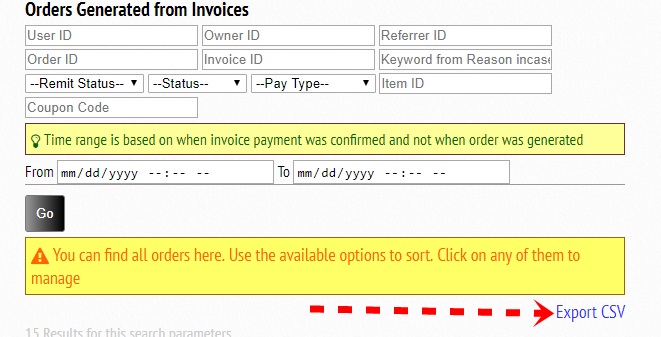 Orders Generated from Invoices
User ID Owner ID Referrer ID
Order ID Invoice ID Keyword from Reason incase
--Remit Status-- --Status-- --Pay Type-- Item ID
Coupon Code
Time range is based on when invoice payment was confirmed and not when order was generated
From mm/dd/yyyy --:-- -- To mm/dd/yyyy --:-- --
Go
You can find all orders here. Use the available options to sort. Click on any of them to
manage
Export CSV
15 Results for this search parameters